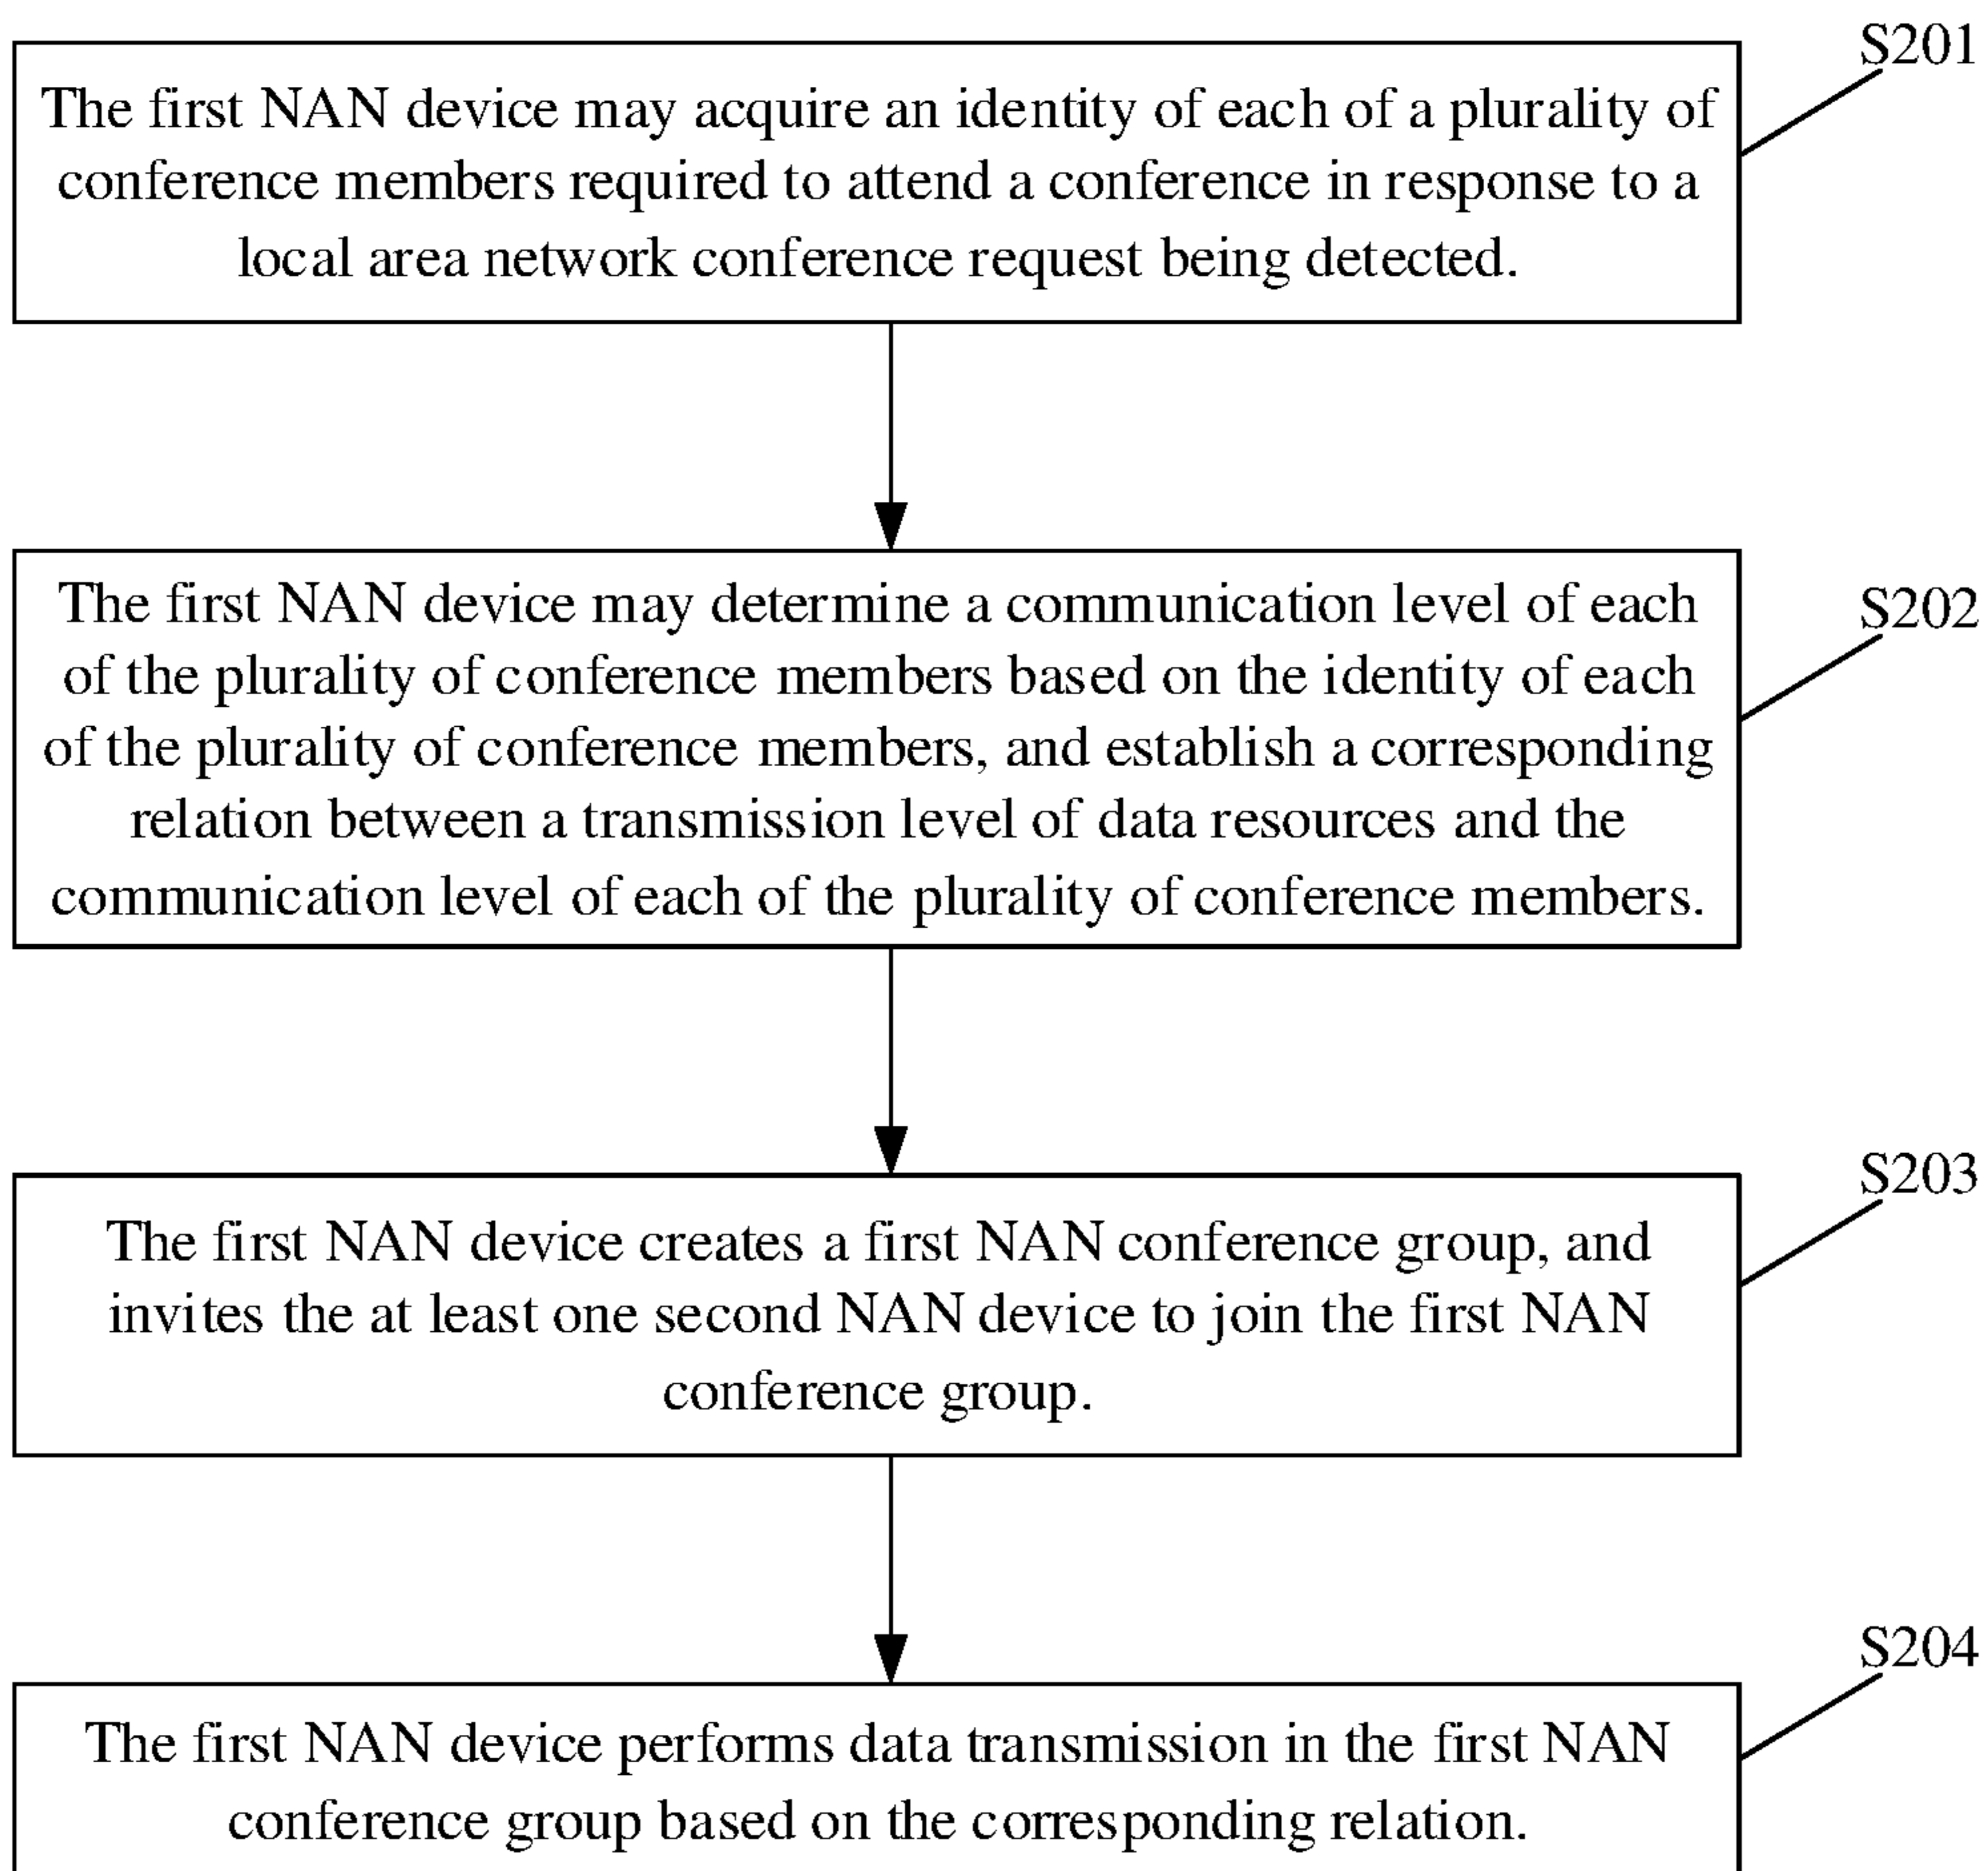 S201
The first NAN device may acquire an identity of each of a plurality of
conference members required to attend a conference in response to a
local area network conference request being detected.
S202
The first NAN device may determine a communication level of each
of the plurality of conference members based on the identity of each
of the plurality of conference members, and establish a corresponding
relation between a transmission level of data resources and the
communication level of each of the plurality of conference members.
S203
The first NAN device creates a first NAN conference group, and
invites the at least one second NAN device to join the first NAN
conference group.
S204
The first NAN device performs data transmission in the first NAN
conference group based on the corresponding relation.